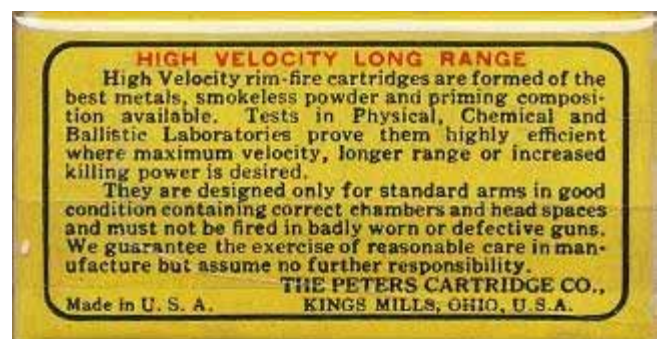 HIGH VELOCITY LONG RANGE
High Velocity rim-fire cartridges are formed of the
best metals, smokeless powder and priming composi-
tion available. Tests in Physical, Chemical and
Ballistic Laboratories prove them highly efficient
where maximum velocity, longer range or increased
killing power is desired.
They are designed only for standard arms in good
condition containing correct chambers and head spaces
and must not be fired in badly worn or defective guns.
We guarantee the exercise of reasonable care in man-
ufacture but assume no further responsibility.
THE PETERS CARTRIDGE CO.,
Made in U. S. A. KINGS MILLS, OHIO, U.S.A.